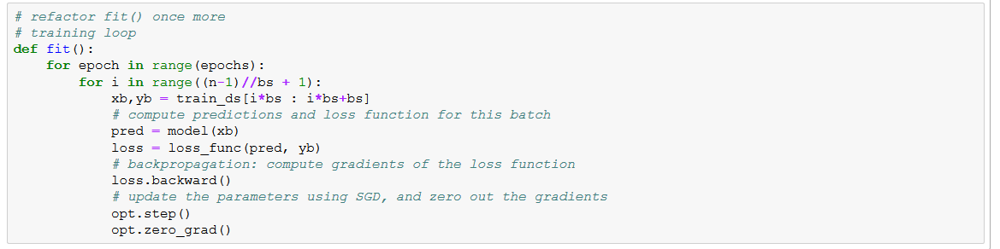 # refactor fit() once more
# training loop
def fit():
    for epoch in range(epochs):
        for i in range((n-1)//bs + 1):
            xb,yb = train_ds[i*bs : i*bs+bs]
            # compute predictions and loss function for this batch
            pred = model(xb)
            loss = loss_func(pred, yb)
            # backpropagation: compute gradients of the loss function
            loss.backward()
            # update the parameters using SGD, and zero out the gradients
            opt.step()
            opt.zero_grad()